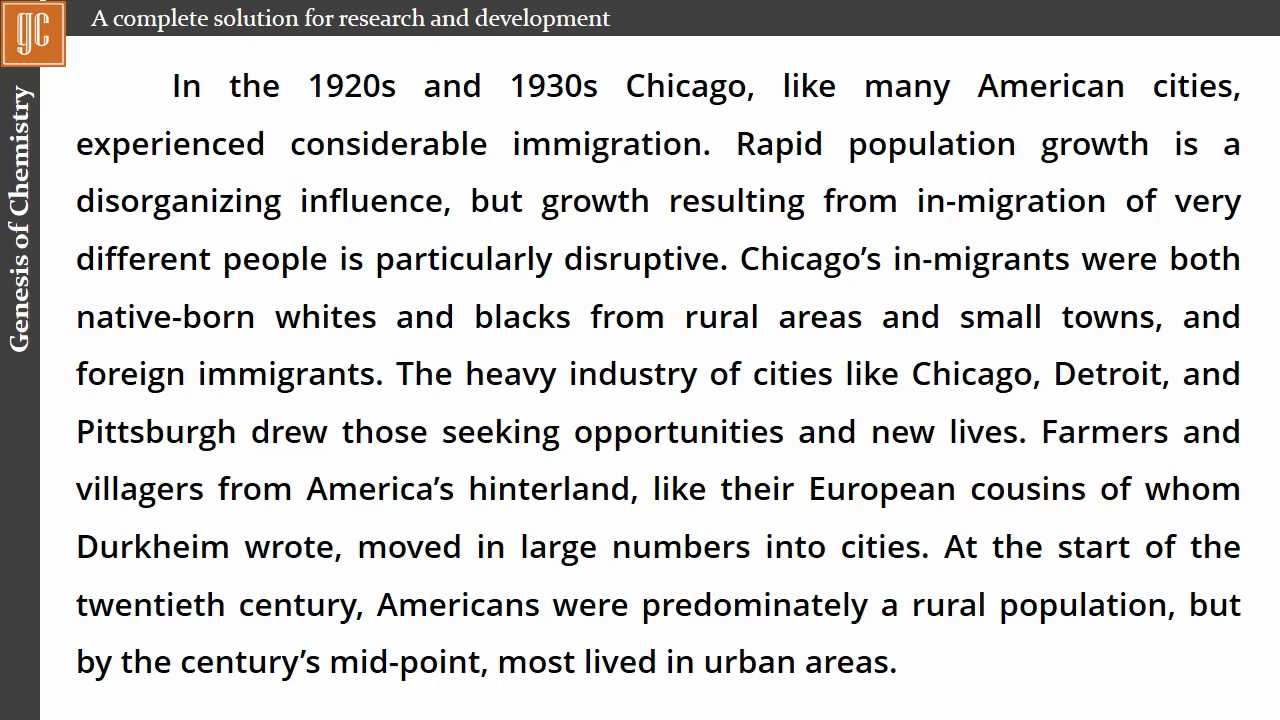 A complete solution for research and development
gc
Genesis of Chemistry
In the 1920s and 1930s Chicago, like many American cities,
experienced considerable immigration. Rapid population growth is a
disorganizing influence, but growth resulting from in-migration of very
different people is particularly disruptive. Chicago’s in-migrants were both
native-born whites and blacks from rural areas and small towns, and
foreign immigrants. The heavy industry of cities like Chicago, Detroit, and
Pittsburgh drew those seeking opportunities and new lives. Farmers and
villagers from America’s hinterland, like their European cousins of whom
Durkheim wrote, moved in large numbers into cities. At the start of the
twentieth century, Americans were predominately a rural population, but
by the century’s mid-point, most lived in urban areas.